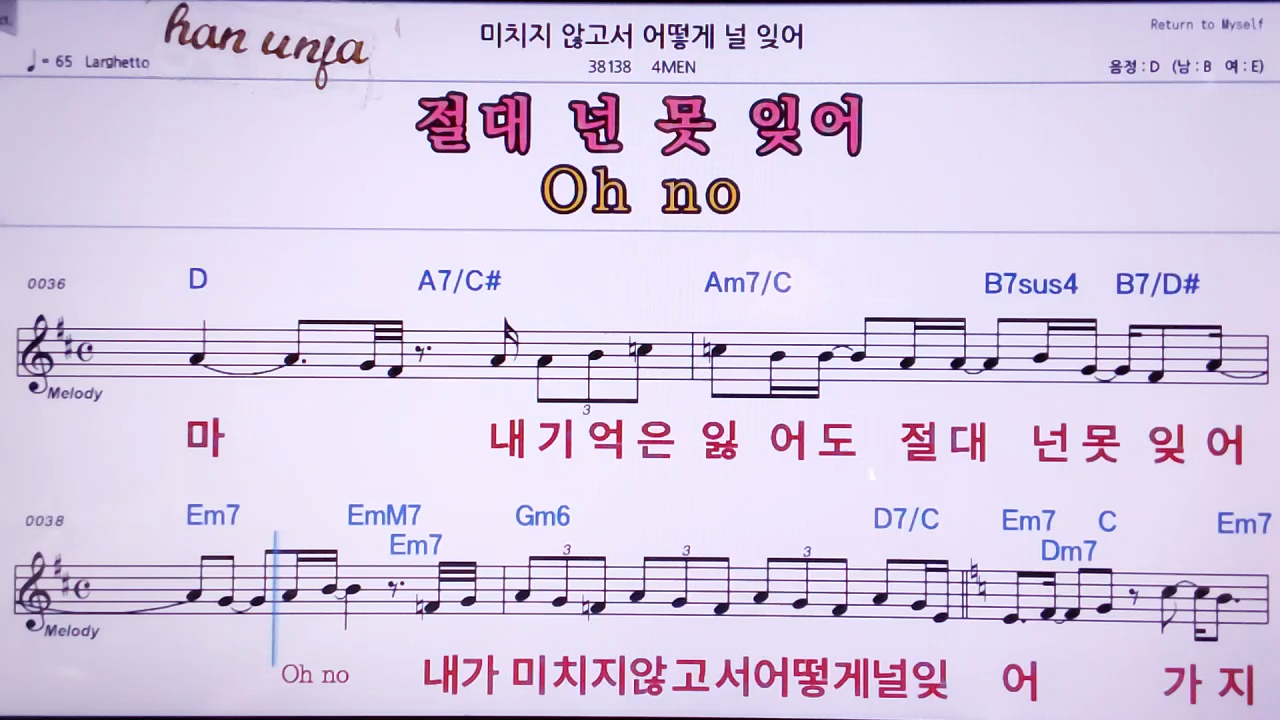 han unja
미치지 않고서 어떻게 널 잊어
Return to Myself
♩= 65 Larghetto
38138 4MEN
음정 : D (남 : B 여 : E)
절대 넌 못 잊어
Oh no
0036
D A7/C# Am7/C B7sus4 B7/D#
Melody
3
마 내 기 억 은 잃 어 도 절 대 넌 못 잊 어
0038
Em7 EmM7 Em7 Gm6 D7/C Em7 Dm7 C Em7
3 3 3
Melody
Oh no 내가 미치지않고서어떻게널잊 어 가 지